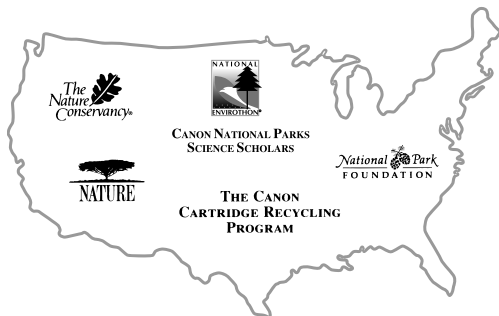 The
Nature
Conservancy®
NATIONAL
ENVIROTHON®
CANON NATIONAL PARKS
SCIENCE SCHOLARS
NATURE
National Park
FOUNDATION
THE CANON
CARTRIDGE RECYCLING
PROGRAM